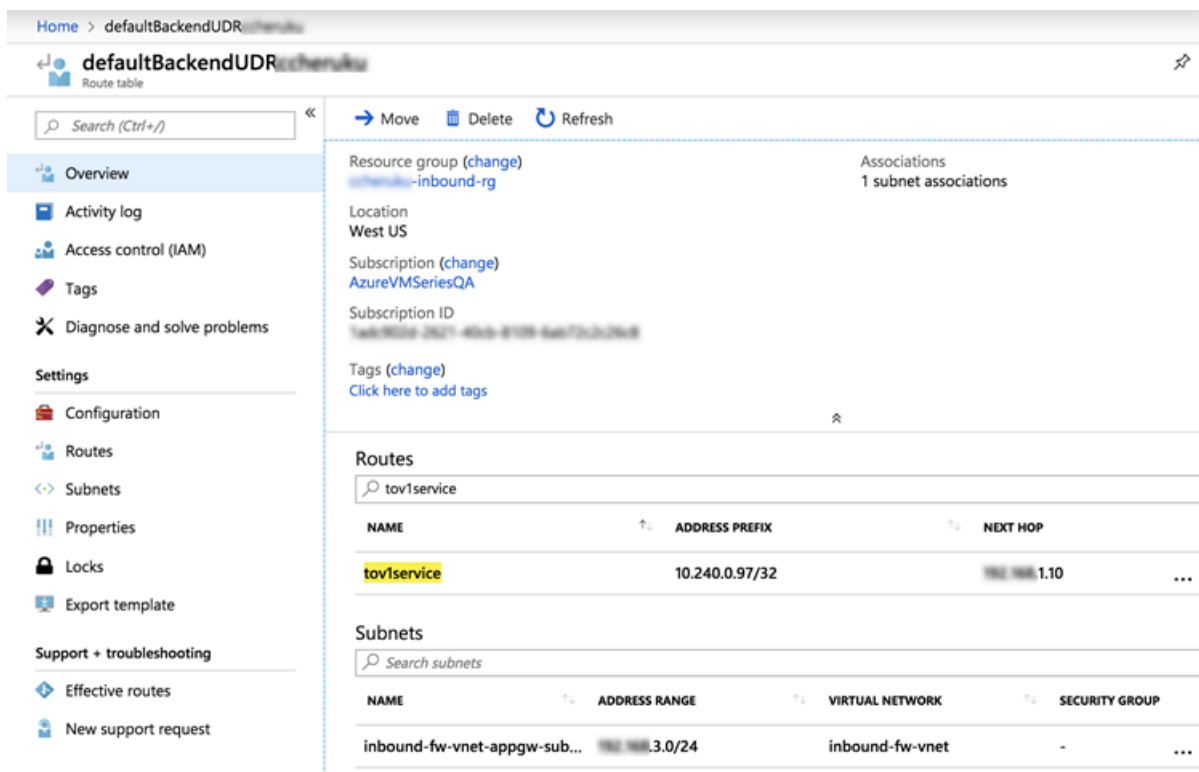 Home > defaultBackendUDR
defaultBackendUDR
Route table
Search (Ctrl+/)
«
Move Delete Refresh
Overview
Activity log
Access control (IAM)
Tags
Diagnose and solve problems
Settings
Configuration
Routes
Subnets
Properties
Locks
Export template
Support + troubleshooting
Effective routes
New support request
Resource group (change)
-inbound-rg
Associations
1 subnet associations
Location
West US
Subscription (change)
AzureVMSeriesQA
Subscription ID
Tags (change)
Click here to add tags
Routes
tov1service
NAME ADDRESS PREFIX NEXT HOP
tov1service 10.240.0.97/32 .1.10 ...
Subnets
Search subnets
NAME ADDRESS RANGE VIRTUAL NETWORK SECURITY GROUP
inbound-fw-vnet-appgw-sub... .3.0/24 inbound-fw-vnet - ...